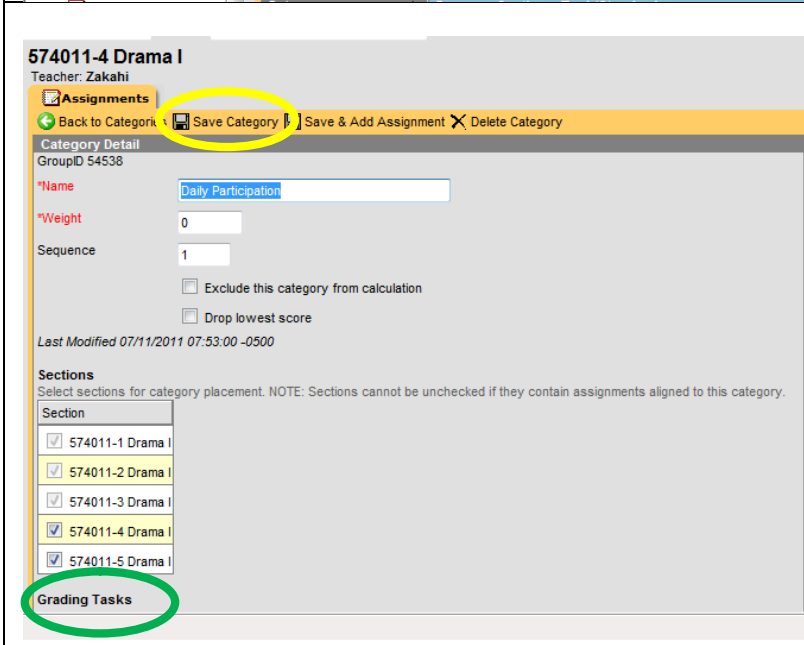 574011-4 Drama I
Teacher: Zakahi
Assignments
Back to Categories Save Category Save & Add Assignment Delete Category
Category Detail
GroupID 54538
*Name Daily Participation
*Weight 0
Sequence 1
Exclude this category from calculation
Drop lowest score
Last Modified 07/11/2011 07:53:00 -0500
Sections
Select sections for category placement. NOTE: Sections cannot be unchecked if they contain assignments aligned to this category.
Section
574011-1 Drama I
574011-2 Drama I
574011-3 Drama I
574011-4 Drama I
574011-5 Drama I
Grading Tasks